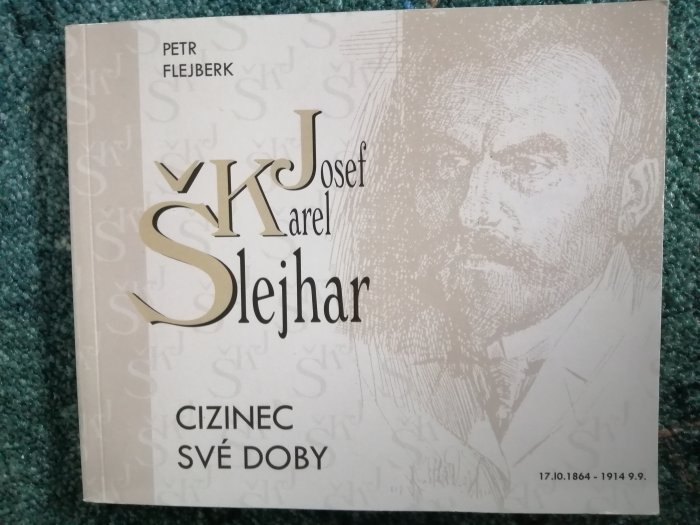 PETR
FLEJBERK
Josef
Karel
Šlejhar
CIZINEC
SVÉ DOBY
17.10.1864 - 1914 9.9.